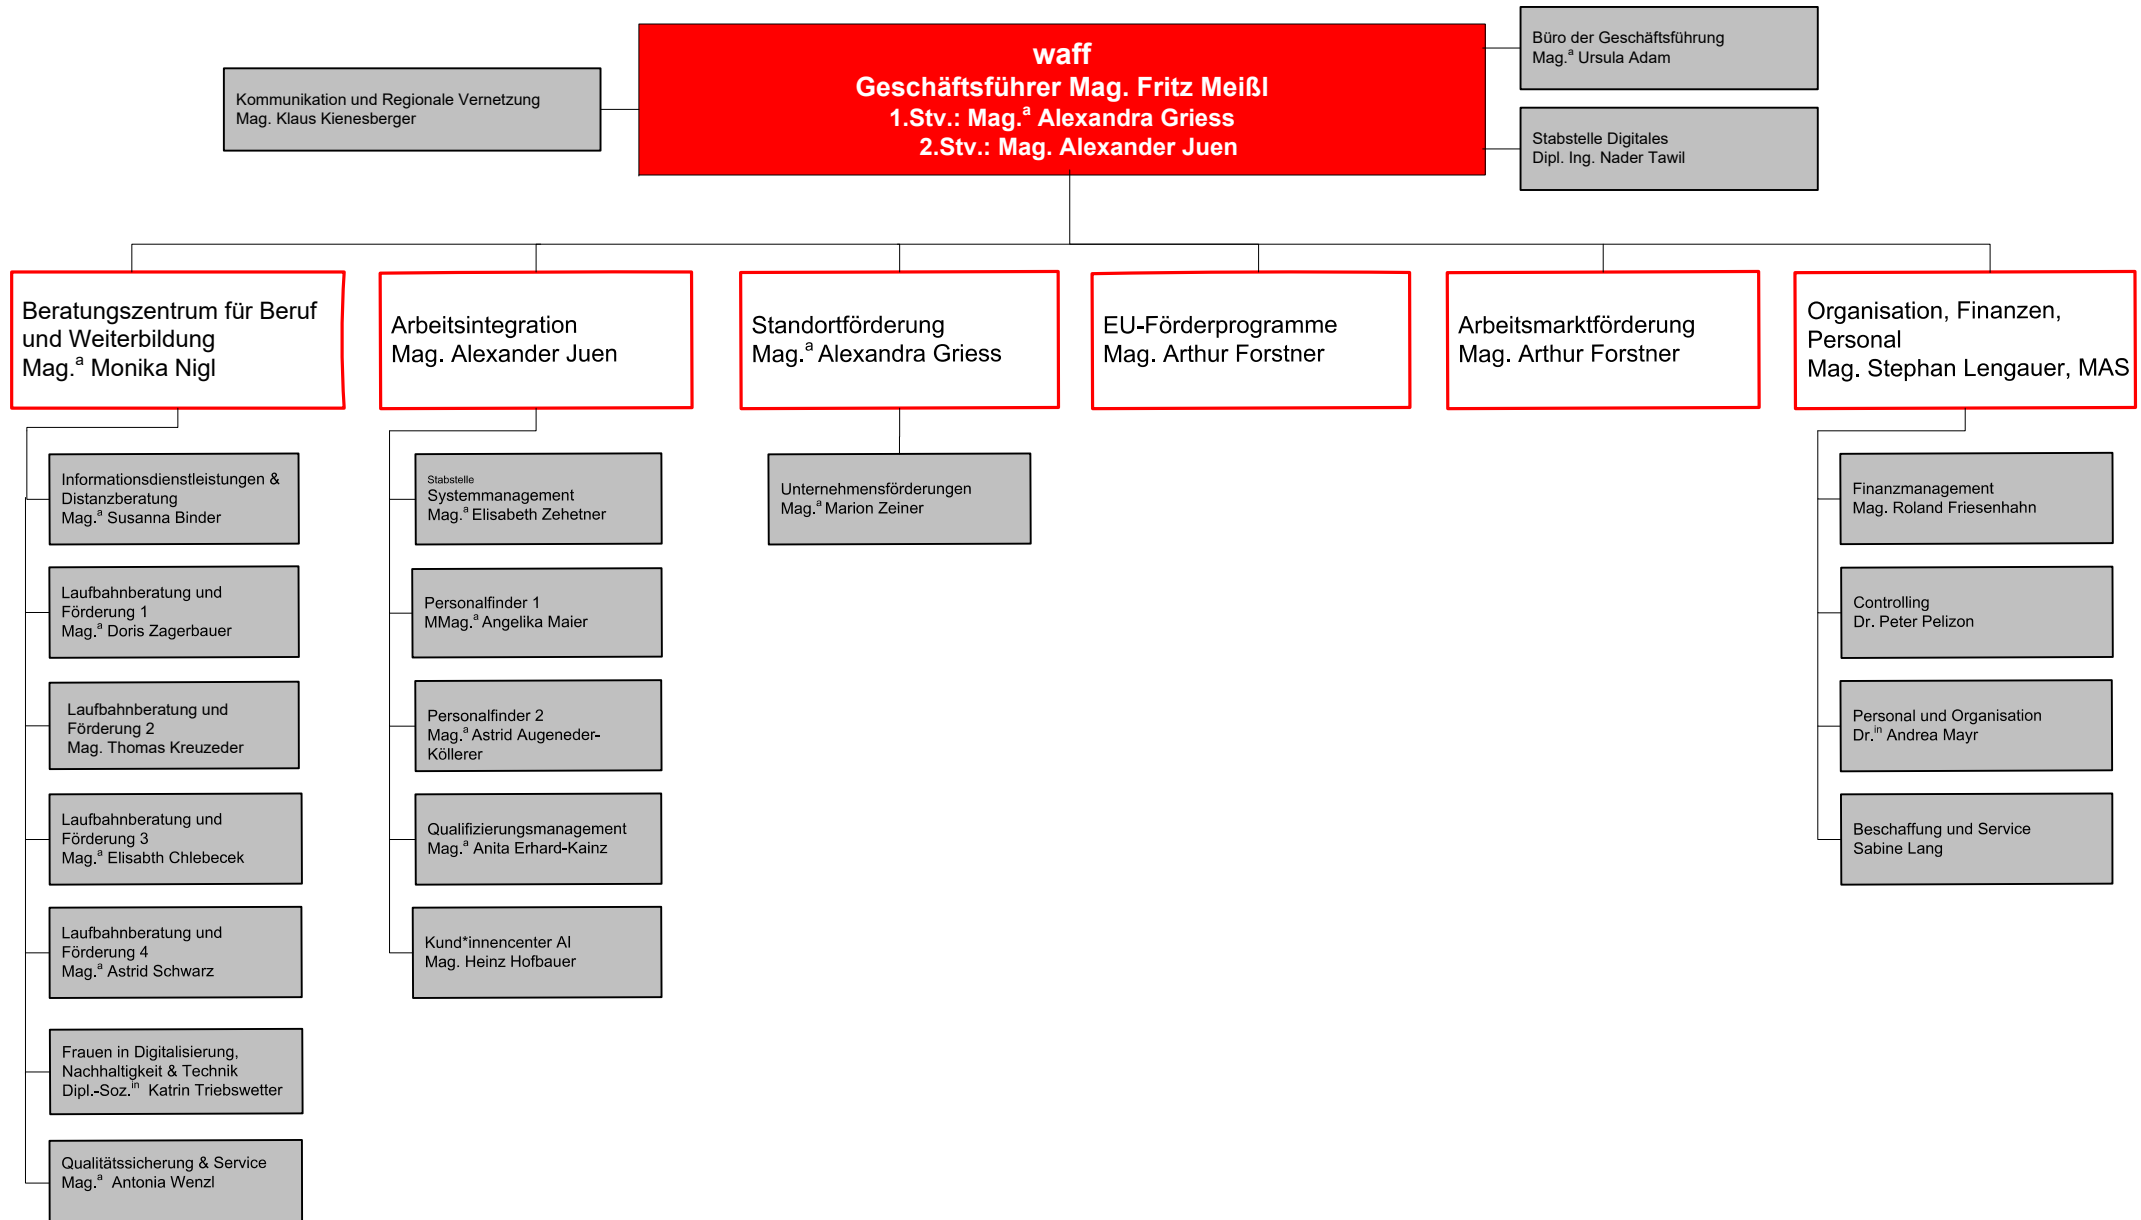 waff
Geschäftsführer Mag. Fritz Meißl
1.Stv.: Mag.ª Alexandra Griess
2.Stv.: Mag. Alexander Juen
Kommunikation und Regionale Vernetzung
Mag. Klaus Kienesberger
Büro der Geschäftsführung
Mag.ª Ursula Adam
Stabstelle Digitales
Dipl. Ing. Nader Tawil
Beratungszentrum für Beruf
und Weiterbildung
Mag.ª Monika Nigl
Arbeitsintegration
Mag. Alexander Juen
Standortförderung
Mag.ª Alexandra Griess
EU-Förderprogramme
Mag. Arthur Forstner
Arbeitsmarktförderung
Mag. Arthur Forstner
Organisation, Finanzen,
Personal
Mag. Stephan Lengauer, MAS
Informationsdienstleistungen &
Distanzberatung
Mag.ª Susanna Binder
Laufbahnberatung und
Förderung 1
Mag.ª Doris Zagerbauer
Laufbahnberatung und
Förderung 2
Mag. Thomas Kreuzeder
Laufbahnberatung und
Förderung 3
Mag.ª Elisabth Chlebecek
Laufbahnberatung und
Förderung 4
Mag.ª Astrid Schwarz
Frauen in Digitalisierung,
Nachhaltigkeit & Technik
Dipl.-Soz.ⁱⁿ Katrin Triebswetter
Qualitätssicherung & Service
Mag.ª Antonia Wenzl
Stabstelle
Systemmanagement
Mag.ª Elisabeth Zehetner
Personalfinder 1
MMag.ª Angelika Maier
Personalfinder 2
Mag.ª Astrid Augeneder-
Köllerer
Qualifizierungsmanagement
Mag.ª Anita Erhard-Kainz
Kund*innencenter AI
Mag. Heinz Hofbauer
Unternehmensförderungen
Mag.ª Marion Zeiner
Finanzmanagement
Mag. Roland Friesenhahn
Controlling
Dr. Peter Pelizon
Personal und Organisation
Dr.ⁱⁿ Andrea Mayr
Beschaffung und Service
Sabine Lang